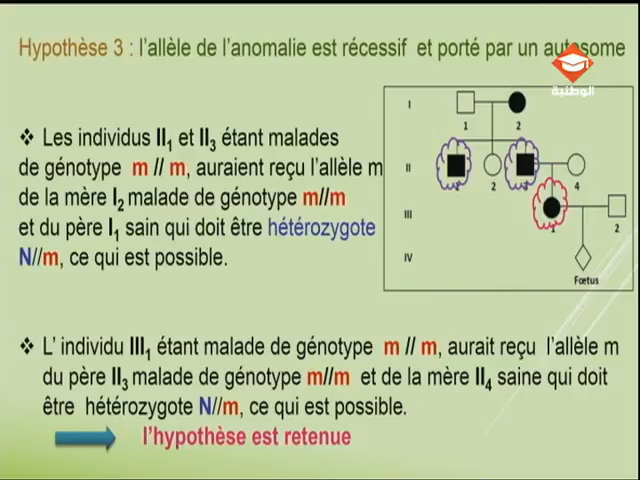 Hypothèse 3 : l'allèle de l'anomalie est récessif et porté par un autosome
الوطنية
❖ Les individus II1 et II3 étant malades
de génotype m // m, auraient reçu l'allèle m
de la mère I2 malade de génotype m//m
et du père I1 sain qui doit être hétérozygote
N//m, ce qui est possible.
I
1 2
II
1 2 3 4
III
1 2
IV
Fœtus
❖ L' individu III1 étant malade de génotype m // m, aurait reçu l'allèle m
du père II3 malade de génotype m//m et de la mère II4 saine qui doit
être hétérozygote N//m, ce qui est possible.
l'hypothèse est retenue